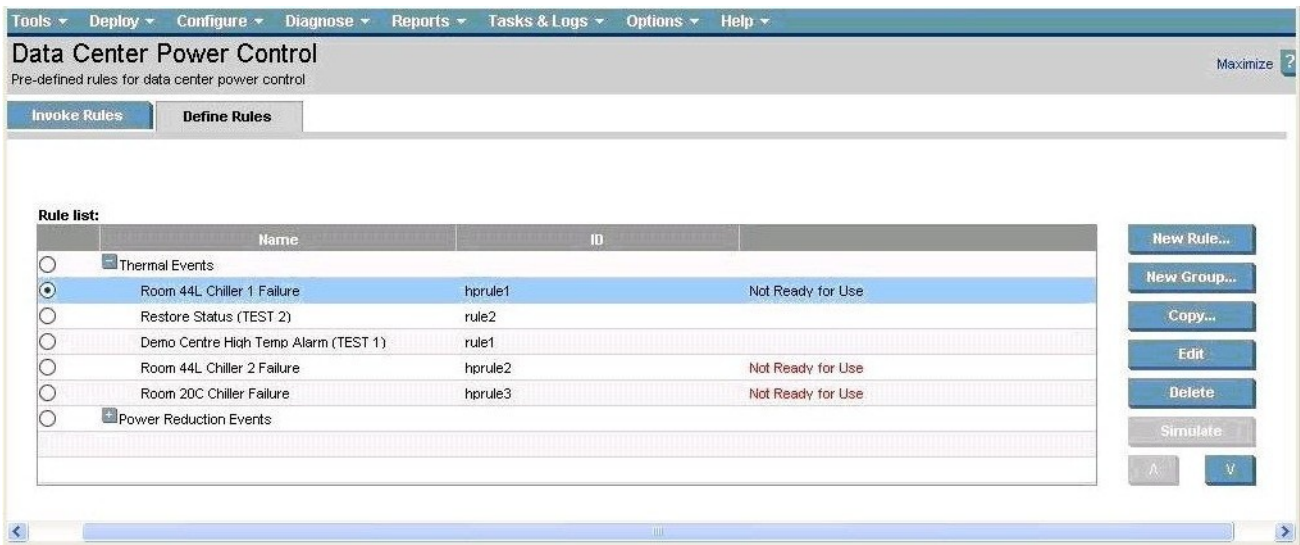 Tools Deploy Configure Diagnose Reports Tasks & Logs Options Help
Data Center Power Control
Pre-defined rules for data center power control
Maximize ?
Invoke Rules Define Rules
Rule list:
Name ID
Thermal Events
Room 44L Chiller 1 Failure hprule1 Not Ready for Use
Restore Status (TEST 2) rule2
Demo Centre High Temp Alarm (TEST 1) rule1
Room 44L Chiller 2 Failure hprule2 Not Ready for Use
Room 20C Chiller Failure hprule3 Not Ready for Use
Power Reduction Events
New Rule...
New Group...
Copy...
Edit
Delete
Simulate
A V